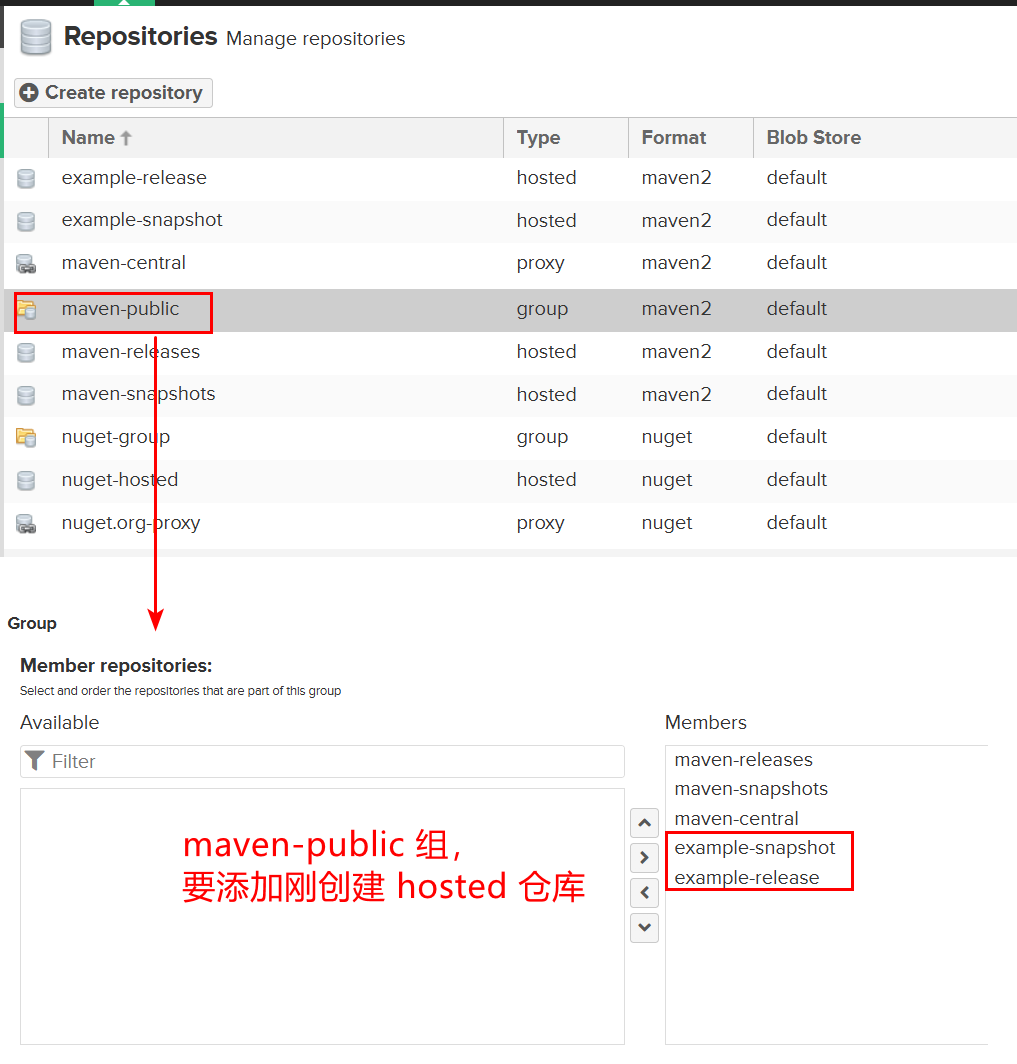 Repositories Manage repositories
Create repository
Name Type Format Blob Store
example-release hosted maven2 default
example-snapshot hosted maven2 default
maven-central proxy maven2 default
maven-public group maven2 default
maven-releases hosted maven2 default
maven-snapshots hosted maven2 default
nuget-group group nuget default
nuget-hosted hosted nuget default
nuget.org-proxy proxy nuget default
Group
Member repositories:
Select and order the repositories that are part of this group
Available Members
Filter
maven-releases
maven-snapshots
maven-central
example-snapshot
example-release
maven-public 组，
要添加刚创建 hosted 仓库